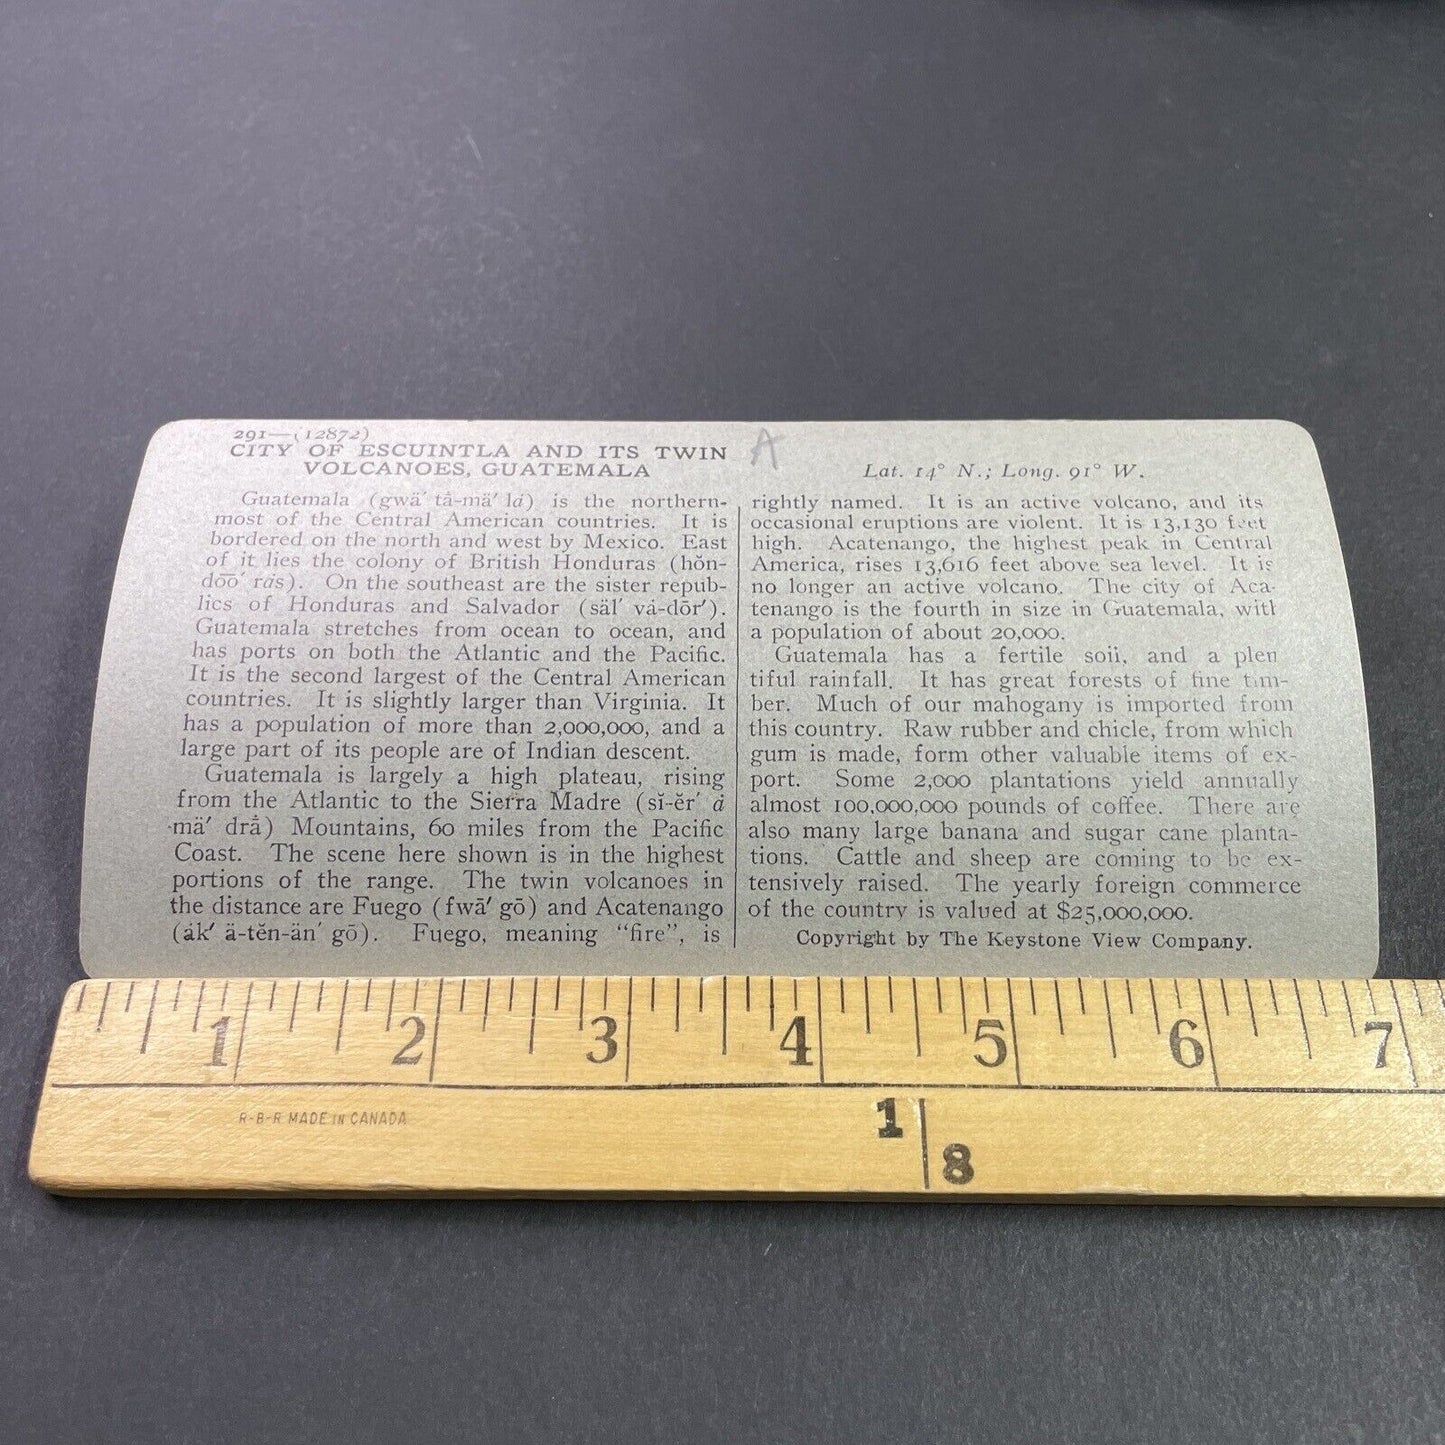 291—(12872)
CITY OF ESCUINTLA AND ITS TWIN
VOLCANOES, GUATEMALA
Guatemala (gwä′ tå-mä′ lȧ) is the northern-
most of the Central American countries. It is
bordered on the north and west by Mexico. East
of it lies the colony of British Honduras (hŏn-
do͞o′ rȧs). On the southeast are the sister repub-
lics of Honduras and Salvador (säl′ vȧ-dōr′).
Guatemala stretches from ocean to ocean, and
has ports on both the Atlantic and the Pacific.
It is the second largest of the Central American
countries. It is slightly larger than Virginia. It
has a population of more than 2,000,000, and a
large part of its people are of Indian descent.
Guatemala is largely a high plateau, rising
from the Atlantic to the Sierra Madre (sĭ-ĕr′ ȧ
mä′ drå) Mountains, 60 miles from the Pacific
Coast. The scene here shown is in the highest
portions of the range. The twin volcanoes in
the distance are Fuego (fwā′ gō) and Acatenango
(ȧk′ ä-tĕn-än′ gō). Fuego, meaning "fire", is
A
Lat. 14° N.; Long. 91° W.
rightly named. It is an active volcano, and its
occasional eruptions are violent. It is 13,130 feet
high. Acatenango, the highest peak in Central
America, rises 13,616 feet above sea level. It is
no longer an active volcano. The city of Aca-
tenango is the fourth in size in Guatemala, with
a population of about 20,000.
Guatemala has a fertile soil, and a plen
tiful rainfall. It has great forests of fine tim-
ber. Much of our mahogany is imported from
this country. Raw rubber and chicle, from which
gum is made, form other valuable items of ex-
port. Some 2,000 plantations yield annually
almost 100,000,000 pounds of coffee. There are
also many large banana and sugar cane planta-
tions. Cattle and sheep are coming to be ex-
tensively raised. The yearly foreign commerce
of the country is valued at $25,000,000.
Copyright by The Keystone View Company.
1 2 3 4 5 6 7
R-B-R MADE IN CANADA
1
8